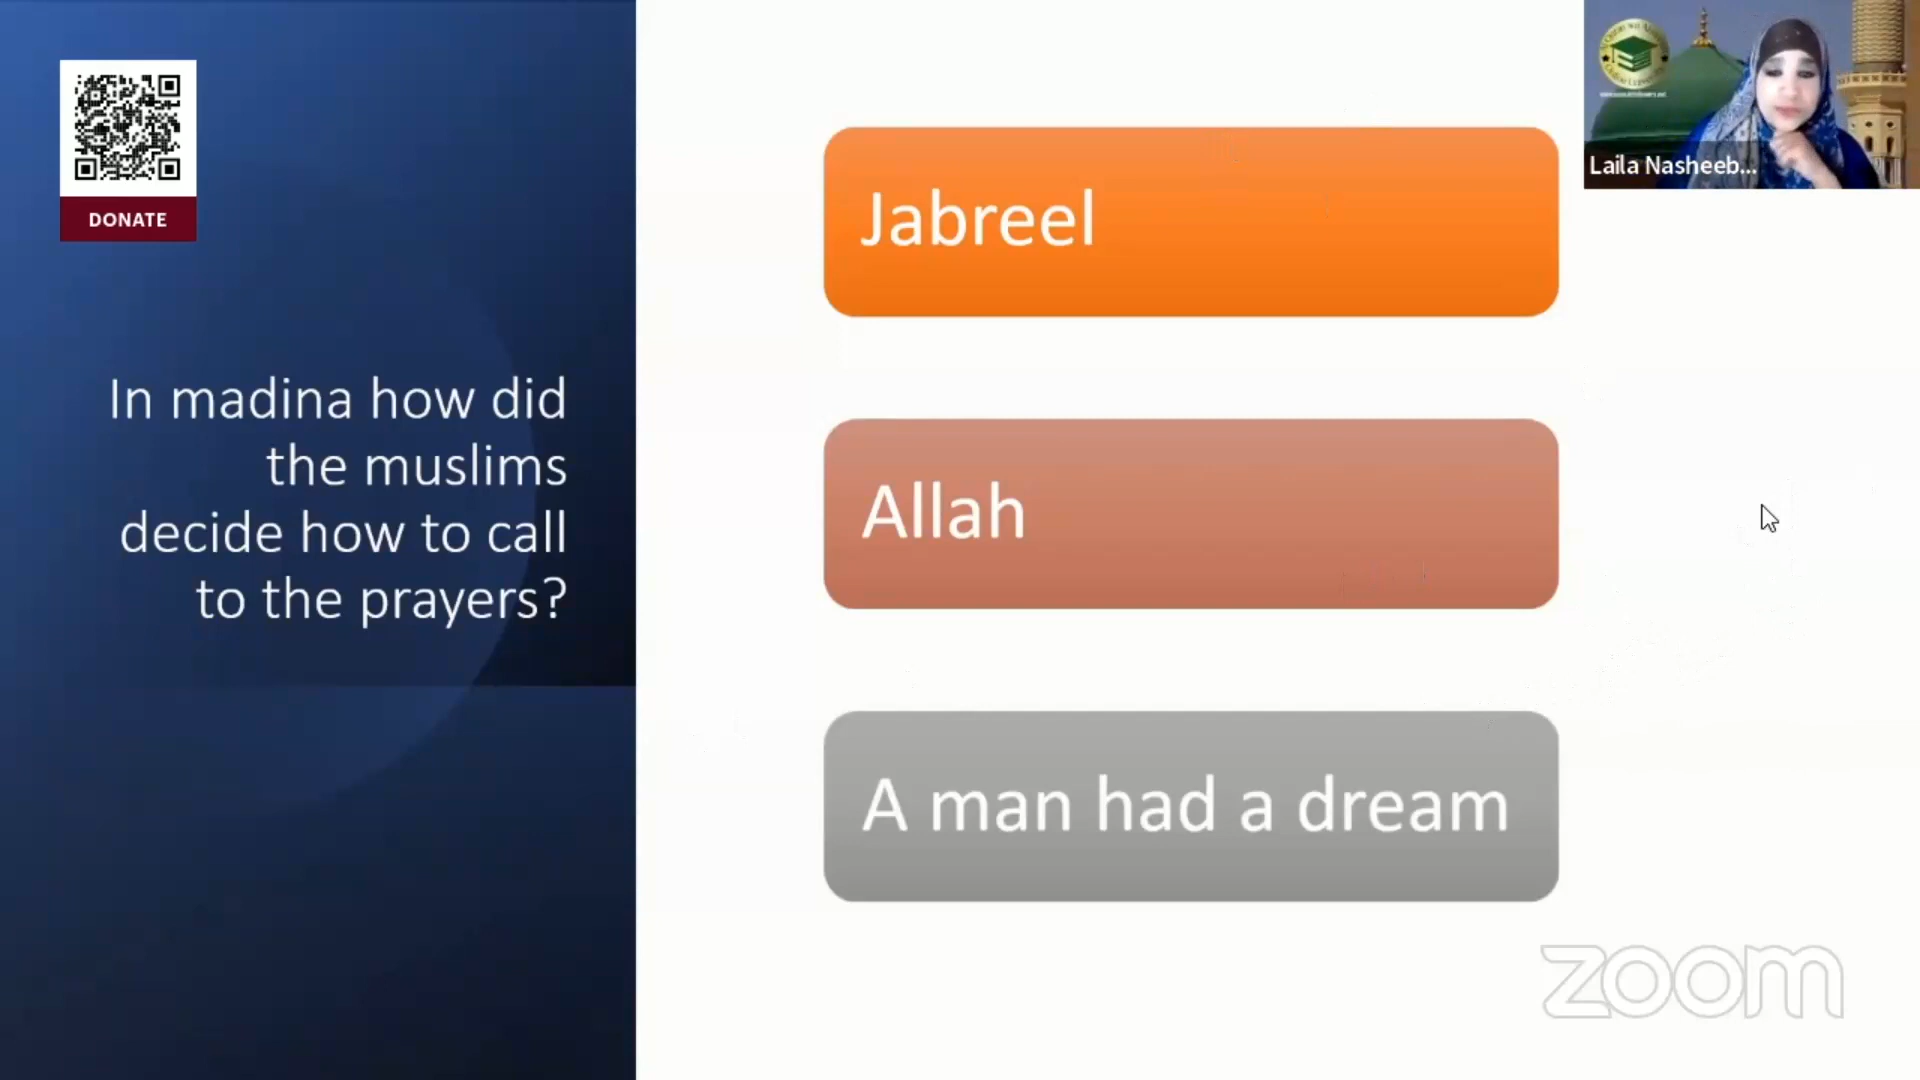 DONATE
In madina how did
the muslims
decide how to call
to the prayers?
Jabreel
Allah
A man had a dream
Laila Nasheeb...
zoom